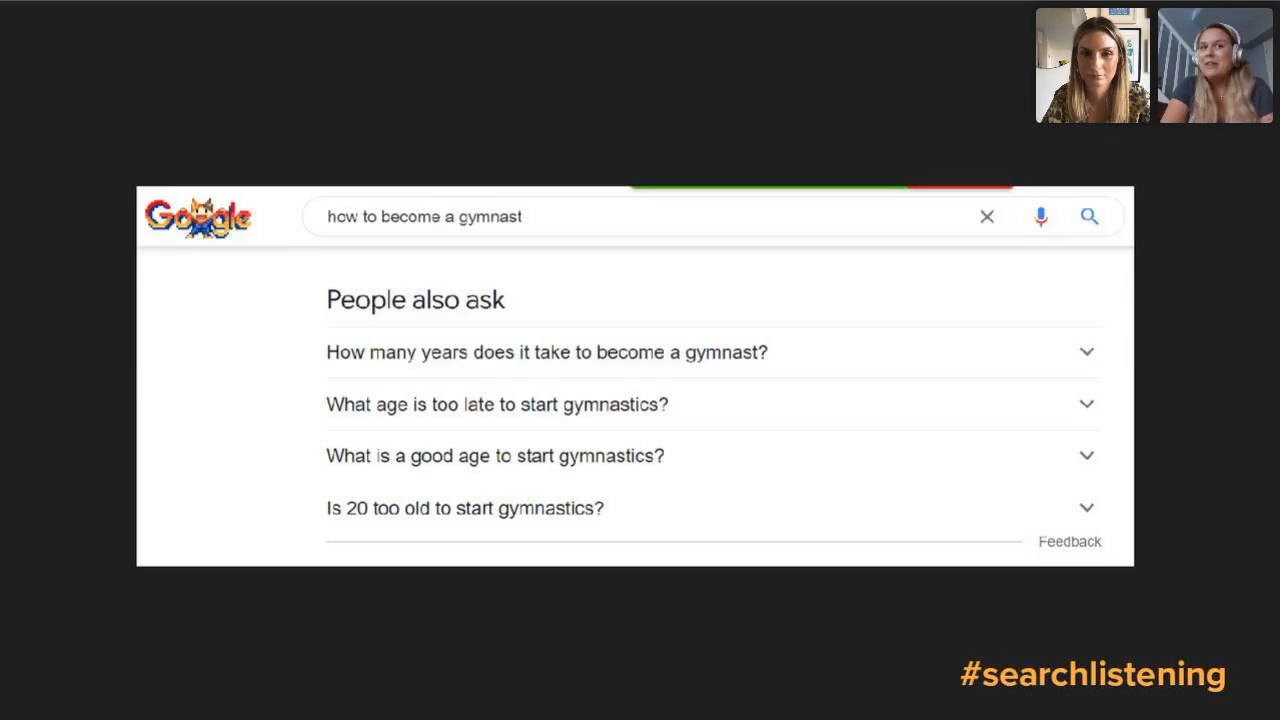 Google
how to become a gymnast
People also ask
How many years does it take to become a gymnast?
What age is too late to start gymnastics?
What is a good age to start gymnastics?
Is 20 too old to start gymnastics?
Feedback
#searchlistening